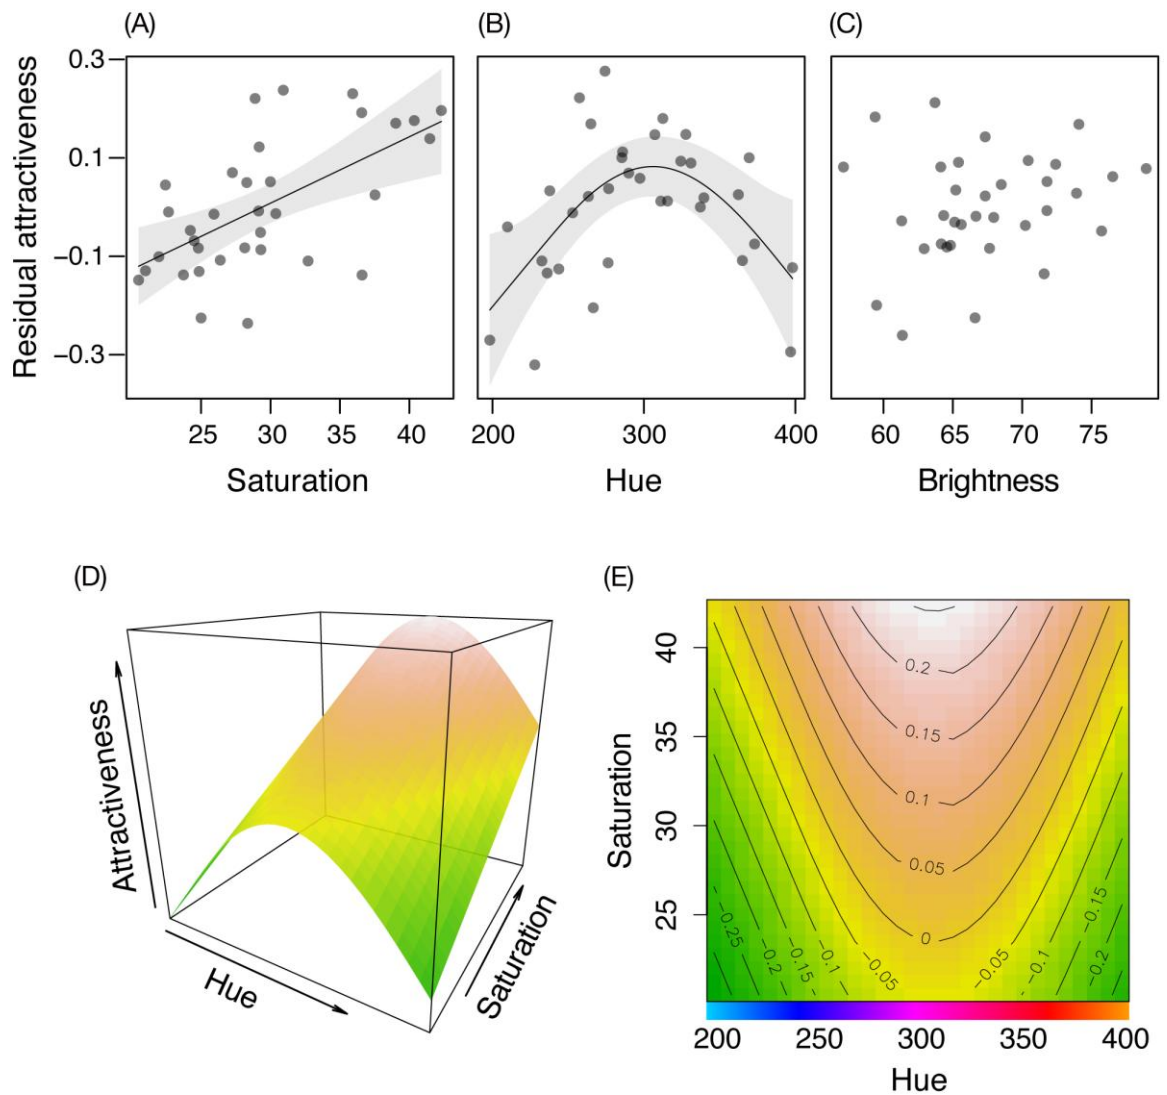 (A)
(B)
(C)
Residual attractiveness
0.3
0.1
−0.1
−0.3
25 30 35 40
200 300 400
60 65 70 75
Saturation
Hue
Brightness
(D)
Attractiveness
Hue
Saturation
(E)
Saturation
40
35
30
25
0.2
0.15
0.1
0.05
0
−0.25
−0.2
−0.15
−0.1
−0.05
−0.05
−0.1
−0.15
−0.2
200 250 300 350 400
Hue